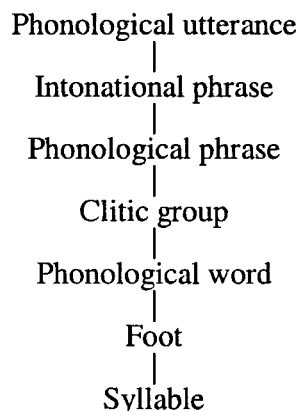 Phonological utterance
Intonational phrase
Phonological phrase
Clitic group
Phonological word
Foot
Syllable